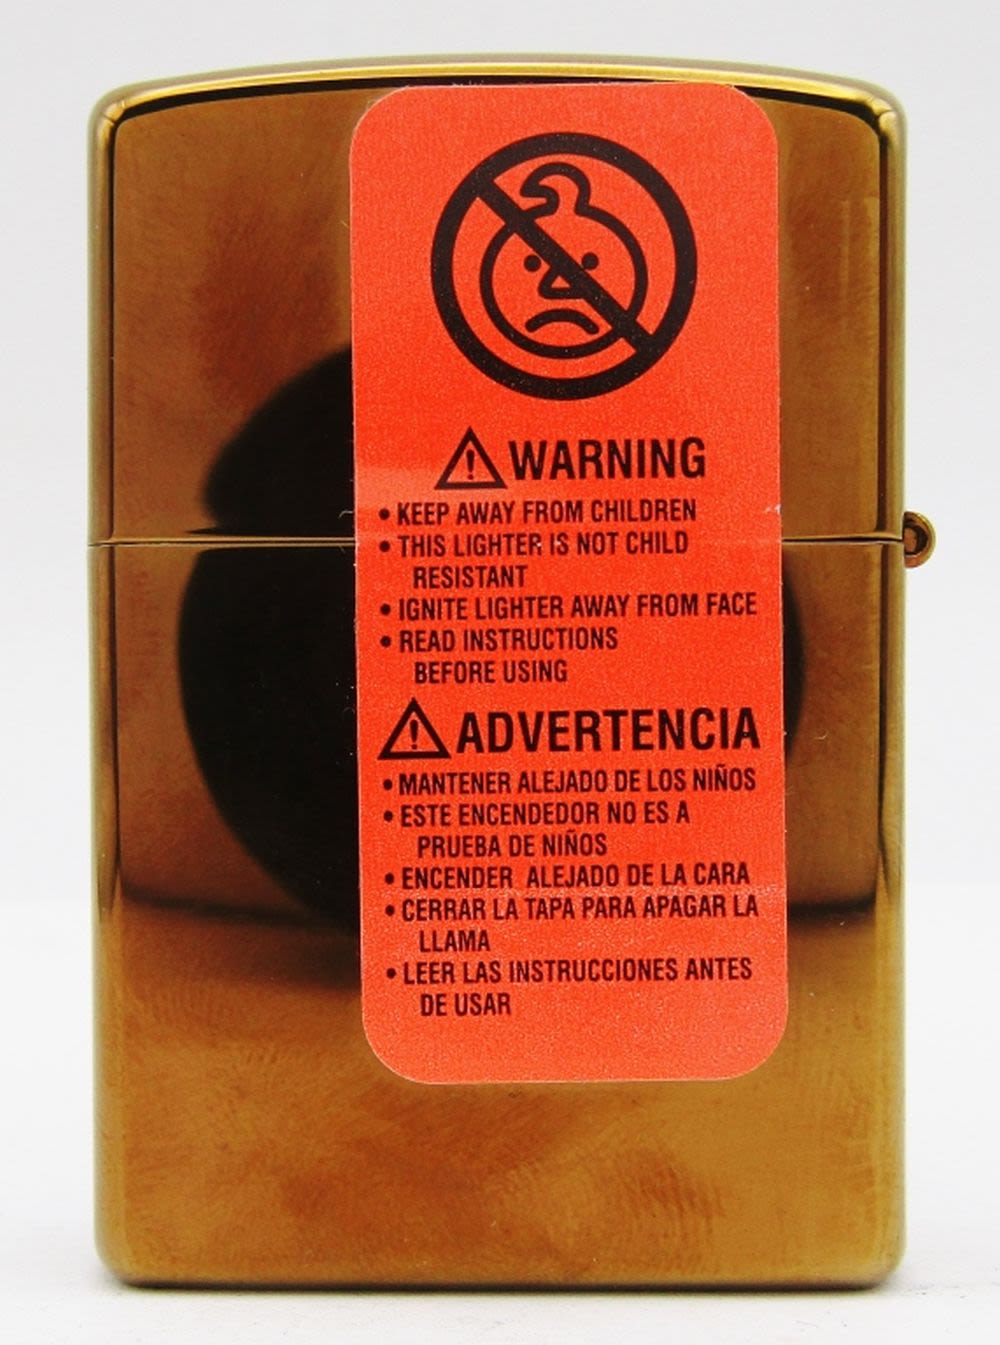 WARNING
• KEEP AWAY FROM CHILDREN
• THIS LIGHTER IS NOT CHILD
RESISTANT
• IGNITE LIGHTER AWAY FROM FACE
• READ INSTRUCTIONS
BEFORE USING
ADVERTENCIA
• MANTENER ALEJADO DE LOS NIÑOS
• ESTE ENCENDEDOR NO ES A
PRUEBA DE NIÑOS
• ENCENDER ALEJADO DE LA CARA
• CERRAR LA TAPA PARA APAGAR LA
LLAMA
• LEER LAS INSTRUCCIONES ANTES
DE USAR